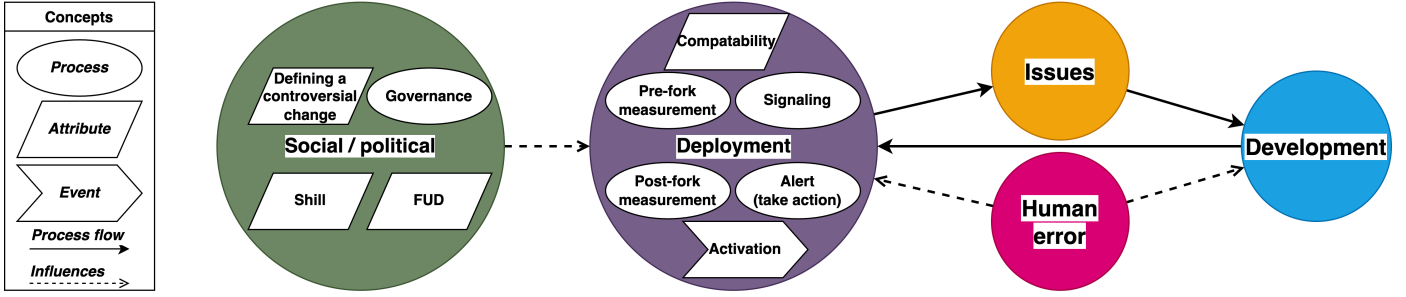 Concepts
Process
Attribute
Event
Process flow
Influences
Defining a
controversial
change
Governance
Social / political
Shill
FUD
Compatability
Pre-fork
measurement
Signaling
Deployment
Post-fork
measurement
Alert
(take action)
Activation
Issues
Human
error
Development